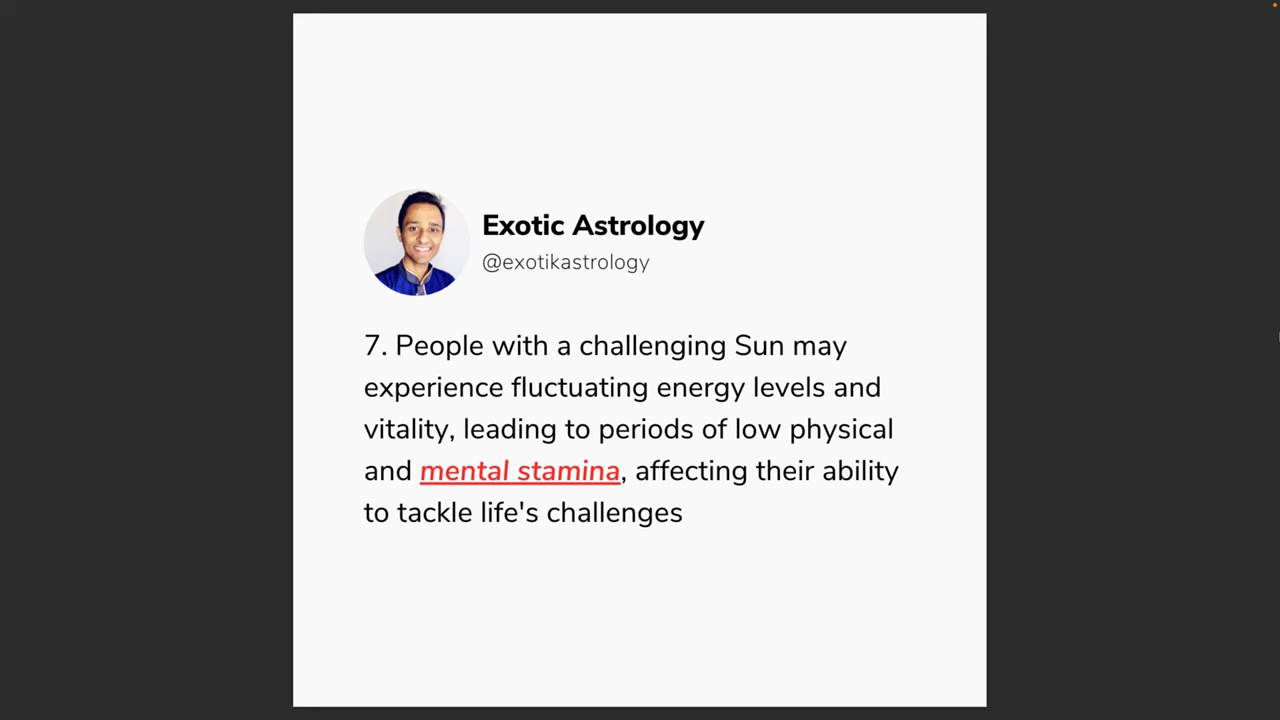 Exotic Astrology
@exotikastrology
7. People with a challenging Sun may
experience fluctuating energy levels and
vitality, leading to periods of low physical
and mental stamina, affecting their ability
to tackle life's challenges